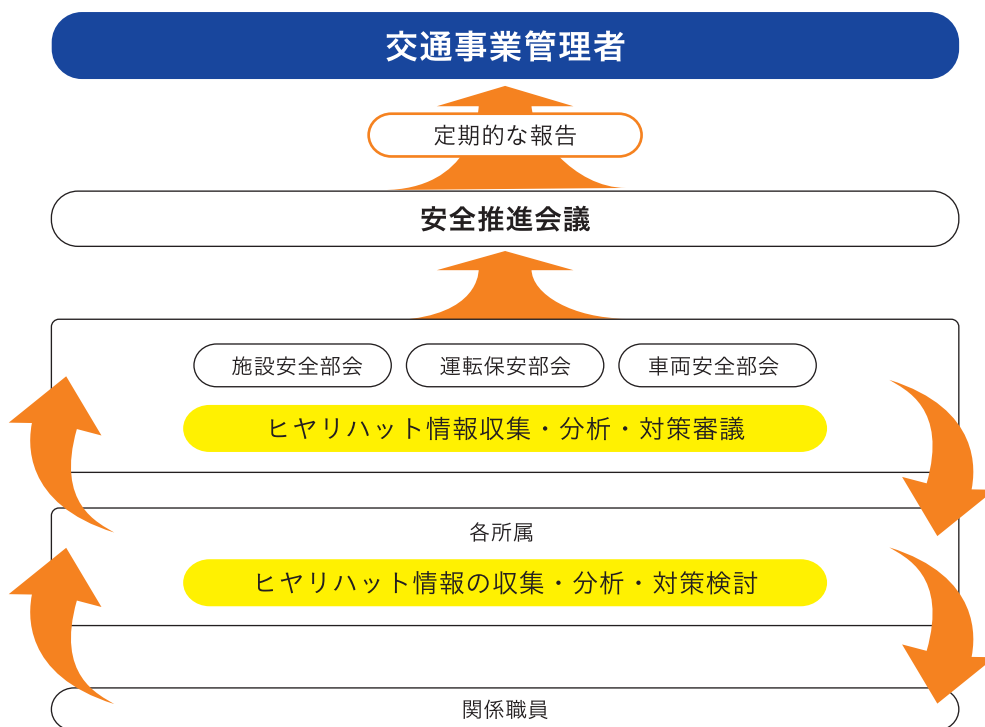 交通事業管理者
定期的な報告
安全推進会議
施設安全部会 運転保安部会 車両安全部会
ヒヤリハット情報収集・分析・対策審議
各所属
ヒヤリハット情報の収集・分析・対策検討
関係職員